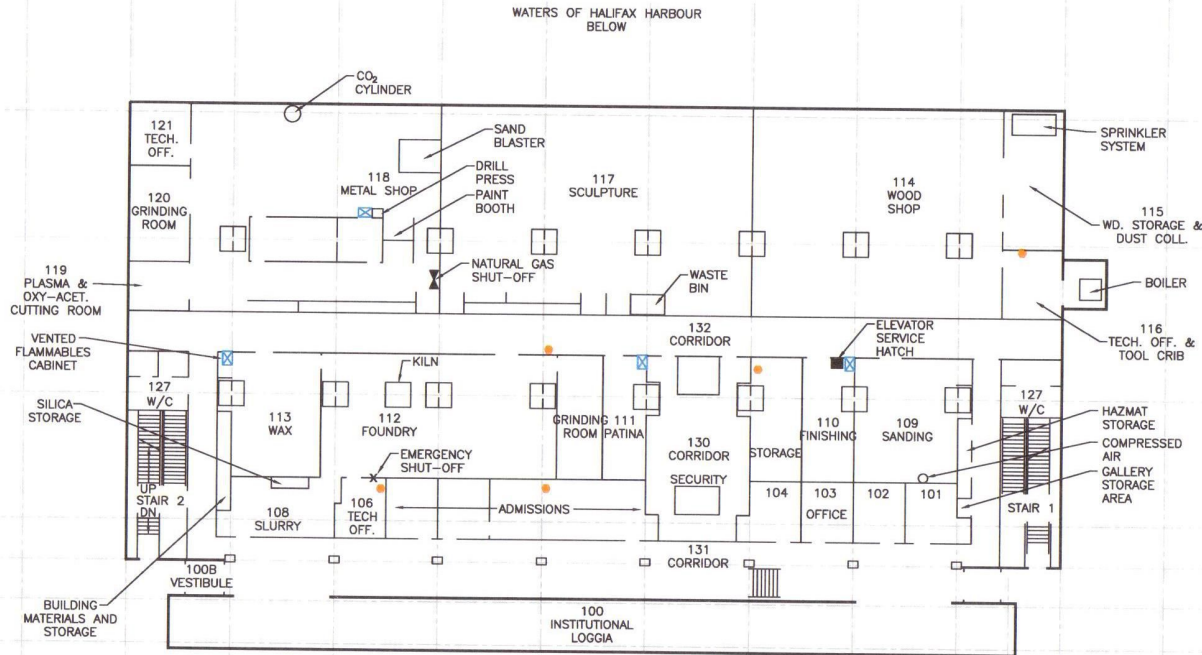 WATERS OF HALIFAX HARBOUR
BELOW
CO2
CYLINDER
121
TECH.
OFF.
SAND
BLASTER
SPRINKLER
SYSTEM
DRILL
PRESS
118
METAL SHOP
117
SCULPTURE
114
WOOD
SHOP
PAINT
BOOTH
120
GRINDING
ROOM
115
WD. STORAGE &
DUST COLL.
119
PLASMA &
OXY-ACET.
CUTTING ROOM
NATURAL GAS
SHUT-OFF
WASTE
BIN
BOILER
VENTED
FLAMMABLES
CABINET
132
CORRIDOR
ELEVATOR
SERVICE
HATCH
116
TECH. OFF. &
TOOL CRIB
KILN
127
W/C
SILICA
STORAGE
113
WAX
112
FOUNDRY
GRINDING
ROOM
111
PATINA
130
CORRIDOR
STORAGE
110
FINISHING
109
SANDING
127
W/C
HAZMAT
STORAGE
COMPRESSED
AIR
GALLERY
STORAGE
AREA
EMERGENCY
SHUT-OFF
SECURITY
UP
STAIR 2
DN
108
SLURRY
106
TECH
OFF.
ADMISSIONS
104
103
OFFICE
102
101
STAIR 1
131
CORRIDOR
100B
VESTIBULE
BUILDING
MATERIALS AND
STORAGE
100
INSTITUTIONAL
LOGGIA